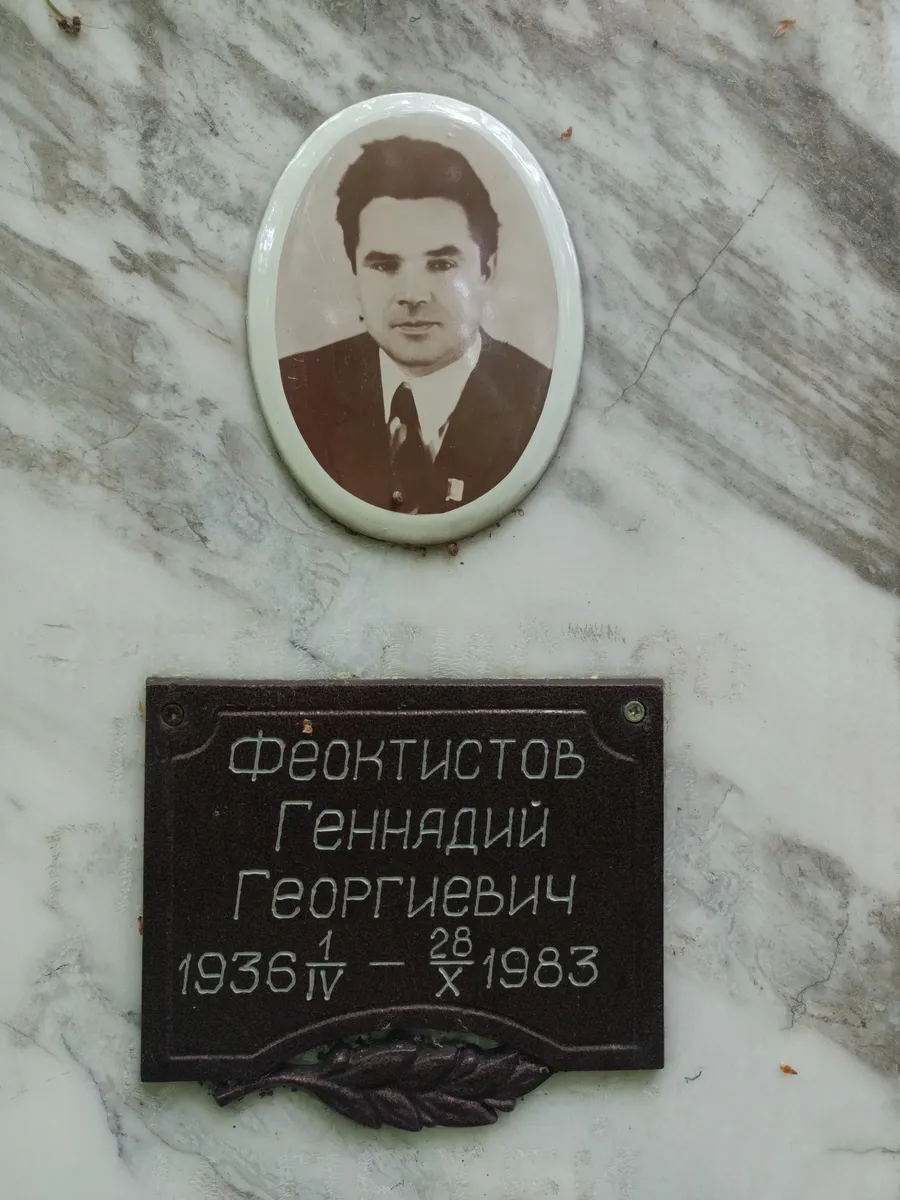 Феоктистов
Геннадий
Георгиевич
1936 1/IV – 28/X 1983